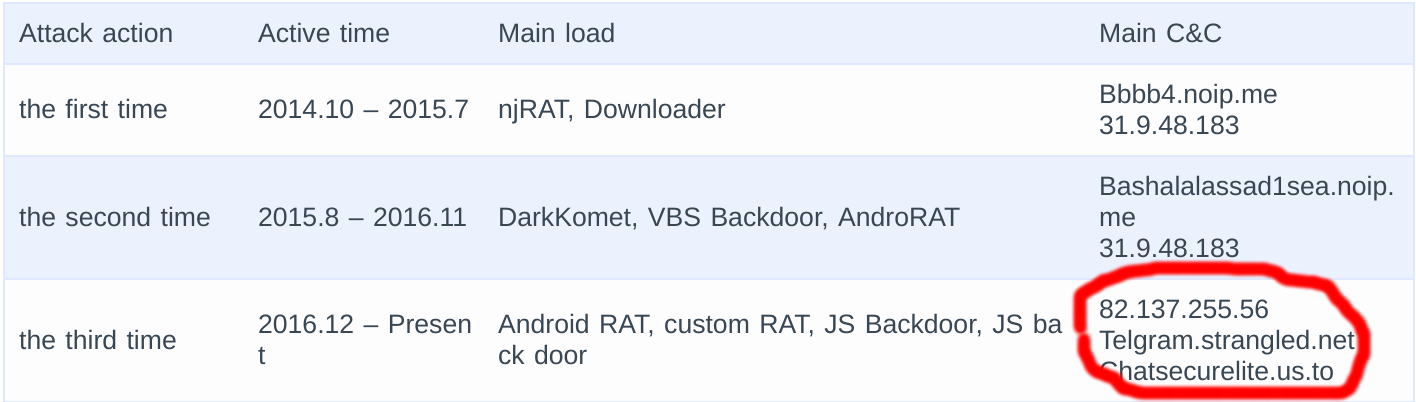 Attack action Active time Main load Main C&C
Bbbb4.noip.me
the first time 2014.10 – 2015.7 njRAT, Downloader
31.9.48.183
Bashalalassad1sea.noip.
the second time 2015.8 – 2016.11 DarkKomet, VBS Backdoor, AndroRAT me
31.9.48.183
82.137.255.56
2016.12 – Presen Android RAT, custom RAT, JS Backdoor, JS ba
the third time Telgram.strangled.net
t ck door
Chatsecurelite.us.to